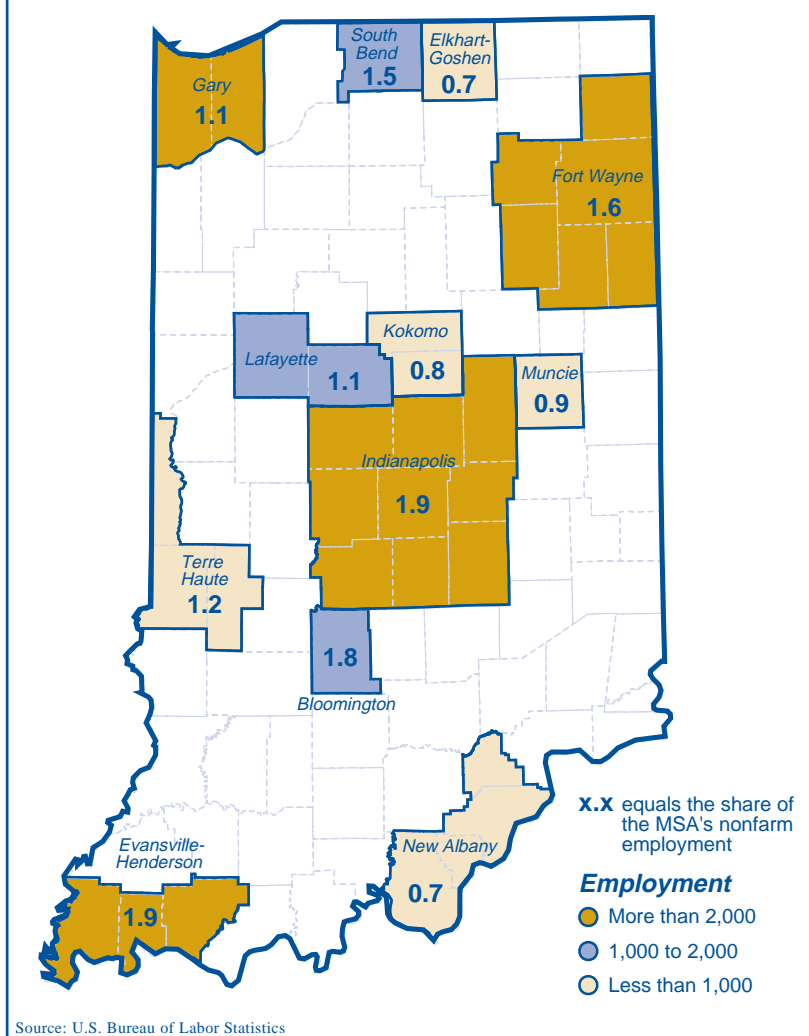 South
Bend
1.5
Elkhart-
Goshen
0.7
Gary
1.1
Fort Wayne
1.6
Kokomo
0.8
Lafayette
1.1
Muncie
0.9
Indianapolis
1.9
Terre
Haute
1.2
1.8
Bloomington
x.x equals the share of
the MSA's nonfarm
employment
Evansville-
Henderson
1.9
New Albany
0.7
Employment
More than 2,000
1,000 to 2,000
Less than 1,000
Source: U.S. Bureau of Labor Statistics